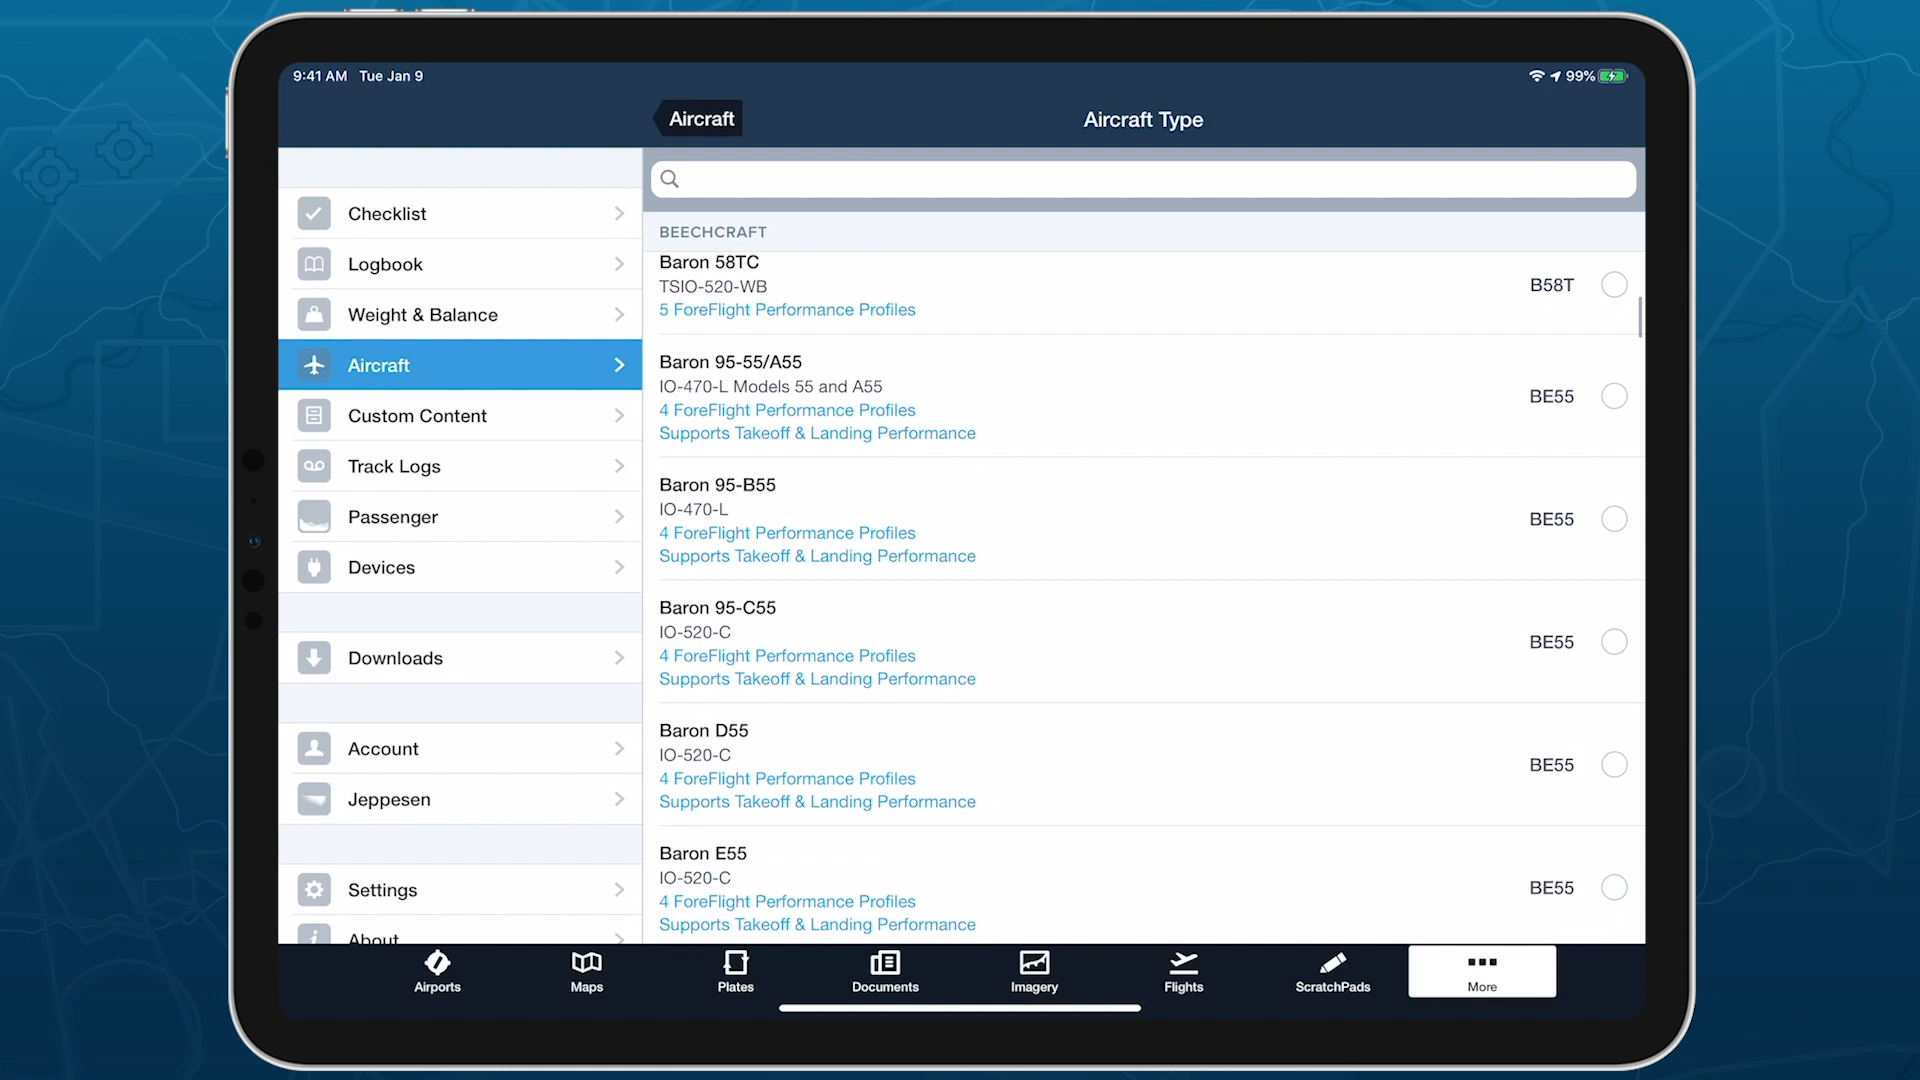 9:41 AM Tue Jan 9
99%
Aircraft
Aircraft Type
Checklist
Logbook
Weight & Balance
Aircraft
Custom Content
Track Logs
Passenger
Devices
Downloads
Account
Jeppesen
Settings
About
BEECHCRAFT
Baron 58TC
TSIO-520-WB
5 ForeFlight Performance Profiles
B58T
Baron 95-55/A55
IO-470-L Models 55 and A55
4 ForeFlight Performance Profiles
Supports Takeoff & Landing Performance
BE55
Baron 95-B55
IO-470-L
4 ForeFlight Performance Profiles
Supports Takeoff & Landing Performance
BE55
Baron 95-C55
IO-520-C
4 ForeFlight Performance Profiles
Supports Takeoff & Landing Performance
BE55
Baron D55
IO-520-C
4 ForeFlight Performance Profiles
Supports Takeoff & Landing Performance
BE55
Baron E55
IO-520-C
4 ForeFlight Performance Profiles
Supports Takeoff & Landing Performance
BE55
Airports
Maps
Plates
Documents
Imagery
Flights
ScratchPads
More